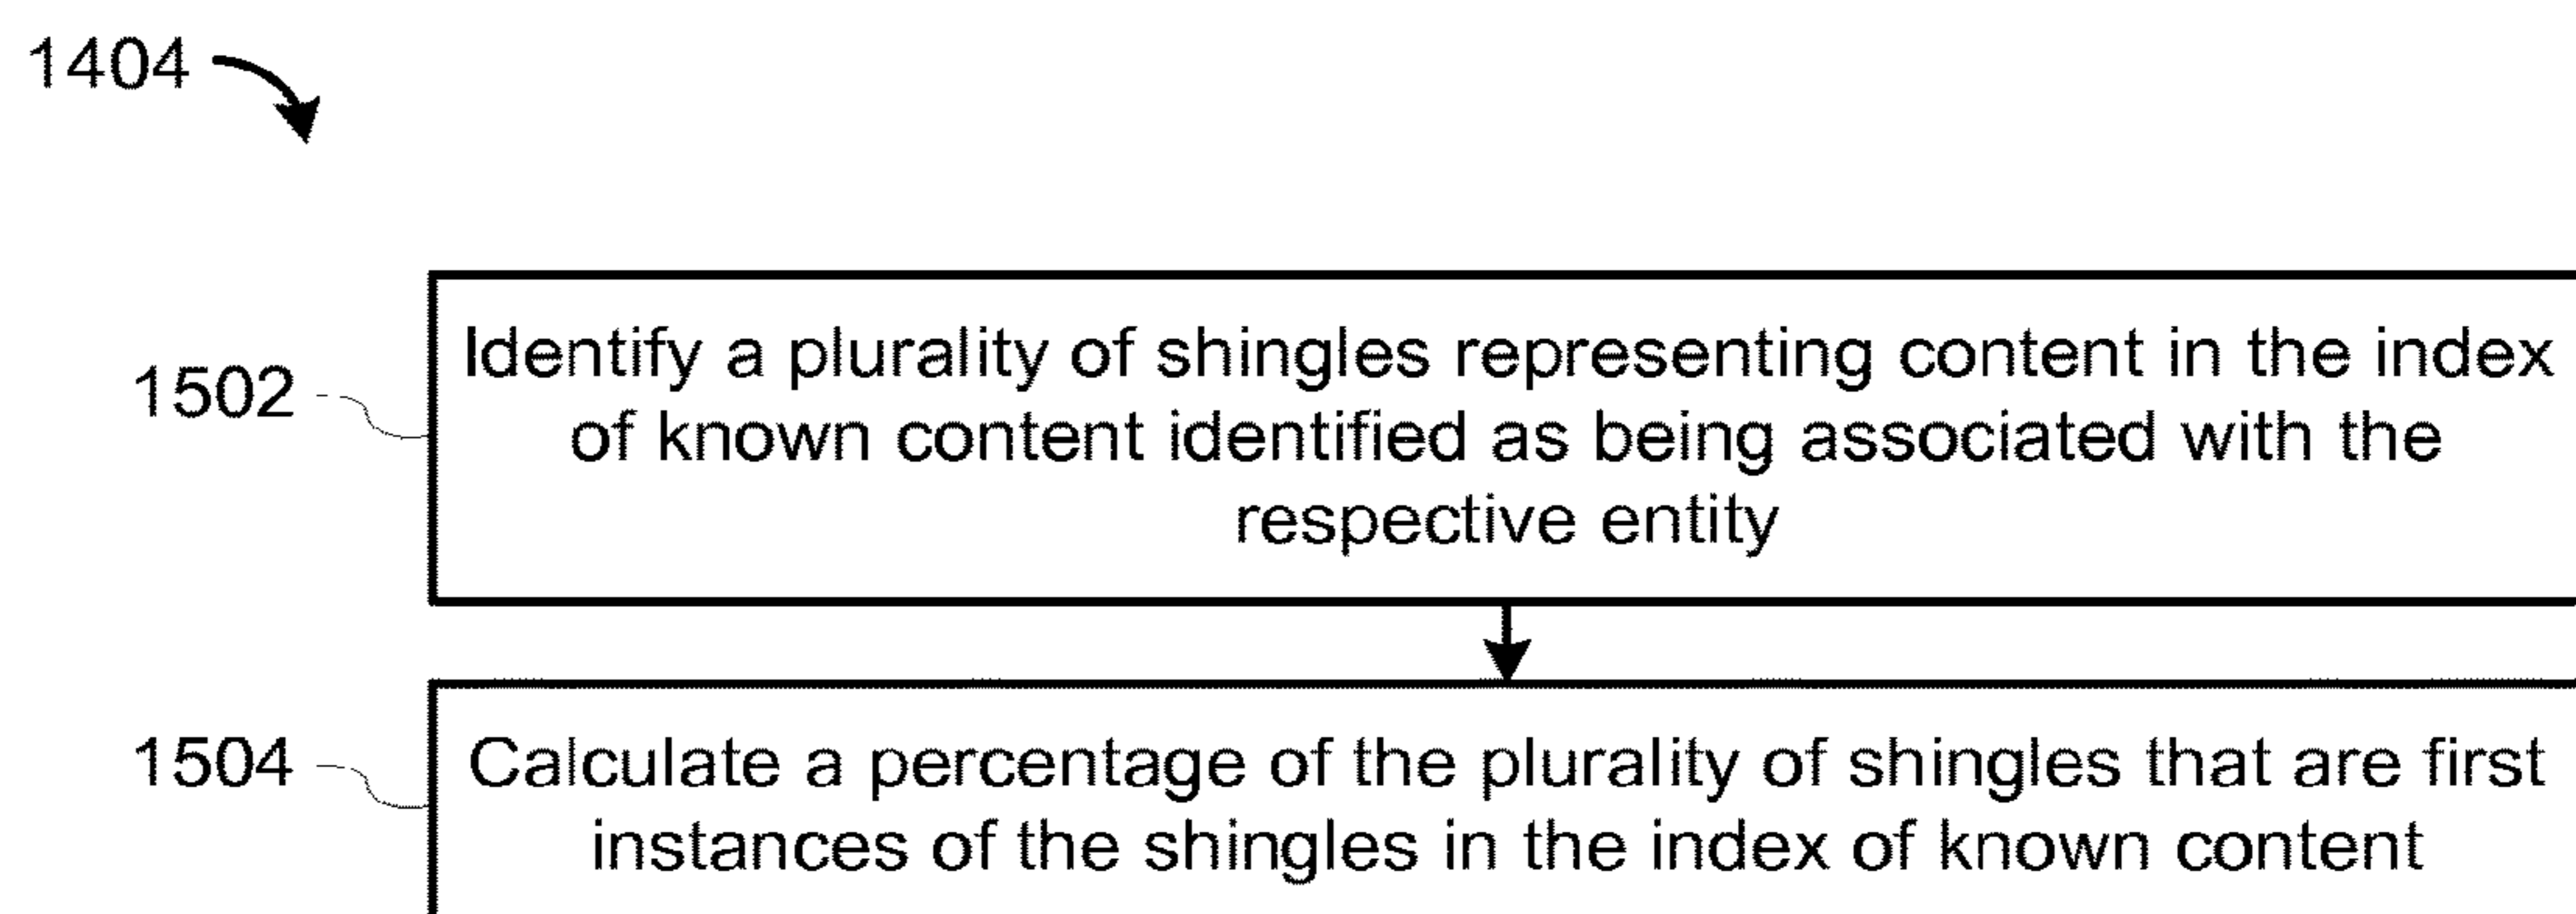 1404
1502
Identify a plurality of shingles representing content in the index
of known content identified as being associated with the
respective entity
1504
Calculate a percentage of the plurality of shingles that are first
instances of the shingles in the index of known content